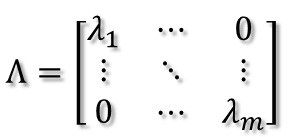 λ₁ ⋯ 0
Λ = ⋮ ⋱ ⋮
0 ⋯ λₘ